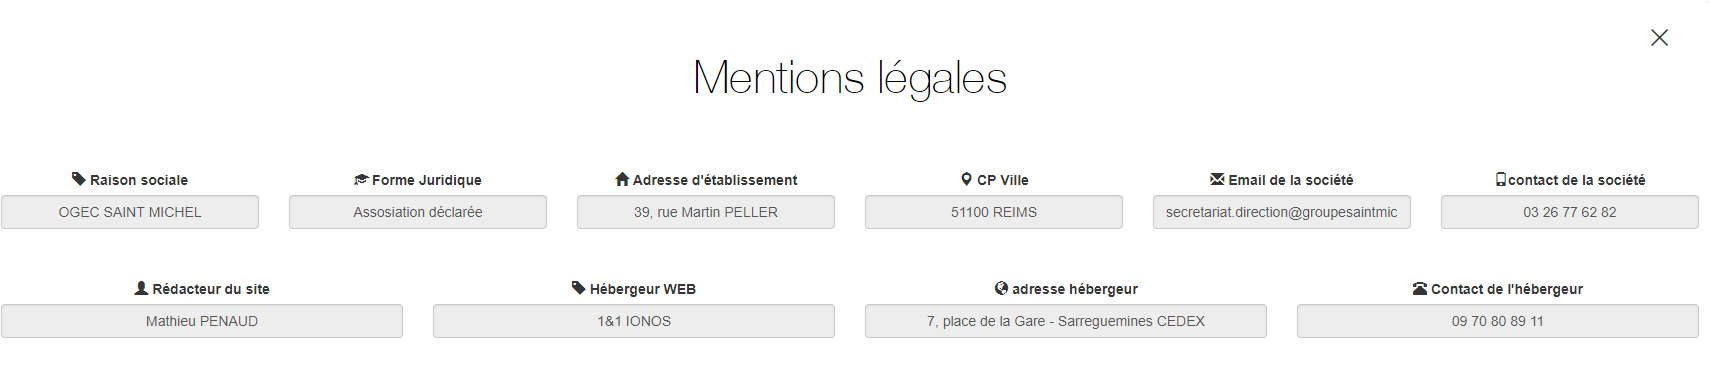 Mentions légales
Raison sociale
Forme Juridique
Adresse d'établissement
CP Ville
Email de la société
contact de la société
OGEC SAINT MICHEL
Assosiation déclarée
39, rue Martin PELLER
51100 REIMS
secretariat.direction@groupesaintmic
03 26 77 62 82
Rédacteur du site
Hébergeur WEB
adresse hébergeur
Contact de l'hébergeur
Mathieu PENAUD
1&1 IONOS
7, place de la Gare - Sarreguemines CEDEX
09 70 80 89 11